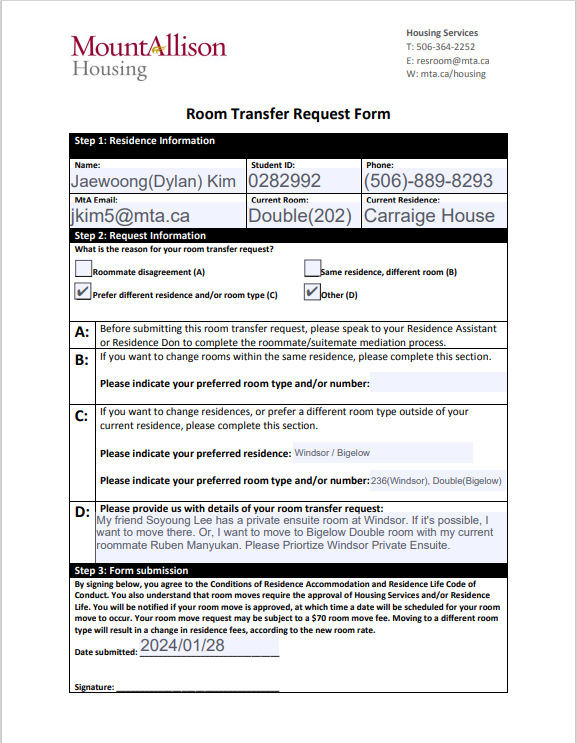 MountAllison
Housing
Housing Services
T: 506-364-2252
E: resroom@mta.ca
W: mta.ca/housing
Room Transfer Request Form
Step 1: Residence Information
Name:
Jaewoong(Dylan) Kim
Student ID:
0282992
Phone:
(506)-889-8293
MtA Email:
jkim5@mta.ca
Current Room:
Double(202)
Current Residence:
Carraige House
Step 2: Request Information
What is the reason for your room transfer request?
Roommate disagreement (A)
Same residence, different room (B)
Prefer different residence and/or room type (C)
Other (D)
A:
Before submitting this room transfer request, please speak to your Residence Assistant
or Residence Don to complete the roommate/suitemate mediation process.
B:
If you want to change rooms within the same residence, please complete this section.
Please indicate your preferred room type and/or number:
C:
If you want to change residences, or prefer a different room type outside of your
current residence, please complete this section.
Please indicate your preferred residence: Windsor / Bigelow
Please indicate your preferred room type and/or number: 236(Windsor), Double(Bigelow)
D:
Please provide us with details of your room transfer request:
My friend Soyoung Lee has a private ensuite room at Windsor. If it's possible, I
want to move there. Or, I want to move to Bigelow Double room with my current
roommate Ruben Manyukan. Please Priortize Windsor Private Ensuite.
Step 3: Form submission
By signing below, you agree to the Conditions of Residence Accommodation and Residence Life Code of
Conduct. You also understand that room moves require the approval of Housing Services and/or Residence
Life. You will be notified if your room move is approved, at which time a date will be scheduled for your room
move to occur. Your room move request may be subject to a $70 room move fee. Moving to a different room
type will result in a change in residence fees, according to the new room rate.
Date submitted: 2024/01/28
Signature: